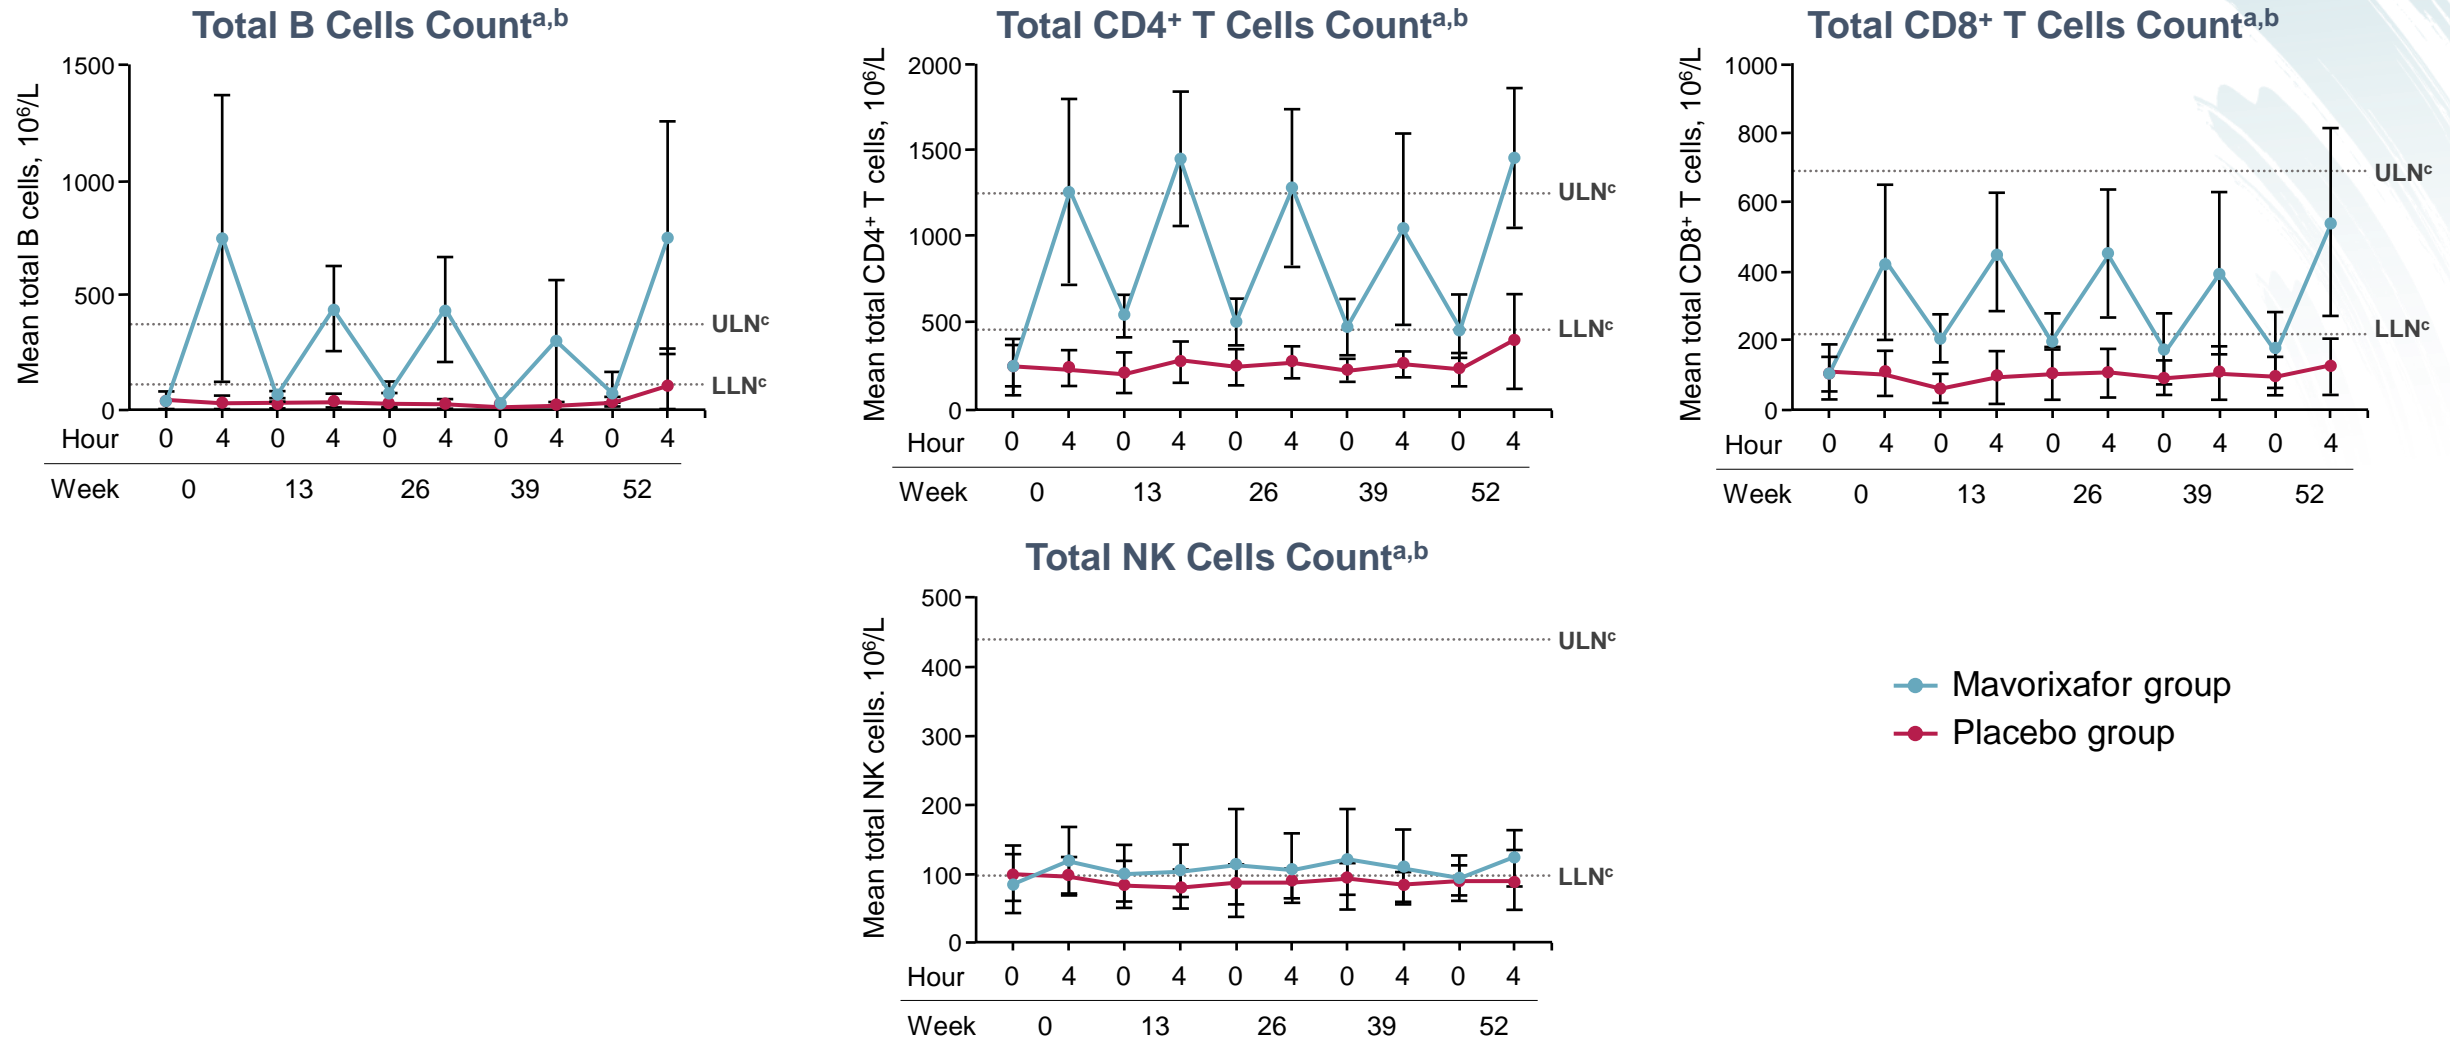 Total B Cells Countᵃ,ᵇ
Mean total B cells, 10⁶/L
1500
1000
500
0
ULNᶜ
LLNᶜ
Hour 0 4 0 4 0 4 0 4 0 4
Week 0 13 26 39 52
Total CD4⁺ T Cells Countᵃ,ᵇ
Mean total CD4⁺ T cells, 10⁶/L
2000
1500
1000
500
0
ULNᶜ
LLNᶜ
Hour 0 4 0 4 0 4 0 4 0 4
Week 0 13 26 39 52
Total CD8⁺ T Cells Countᵃ,ᵇ
Mean total CD8⁺ T cells, 10⁶/L
1000
800
600
400
200
0
ULNᶜ
LLNᶜ
Hour 0 4 0 4 0 4 0 4 0 4
Week 0 13 26 39 52
Total NK Cells Countᵃ,ᵇ
Mean total NK cells. 10⁶/L
500
400
300
200
100
0
ULNᶜ
LLNᶜ
Hour 0 4 0 4 0 4 0 4 0 4
Week 0 13 26 39 52
Mavorixafor group
Placebo group